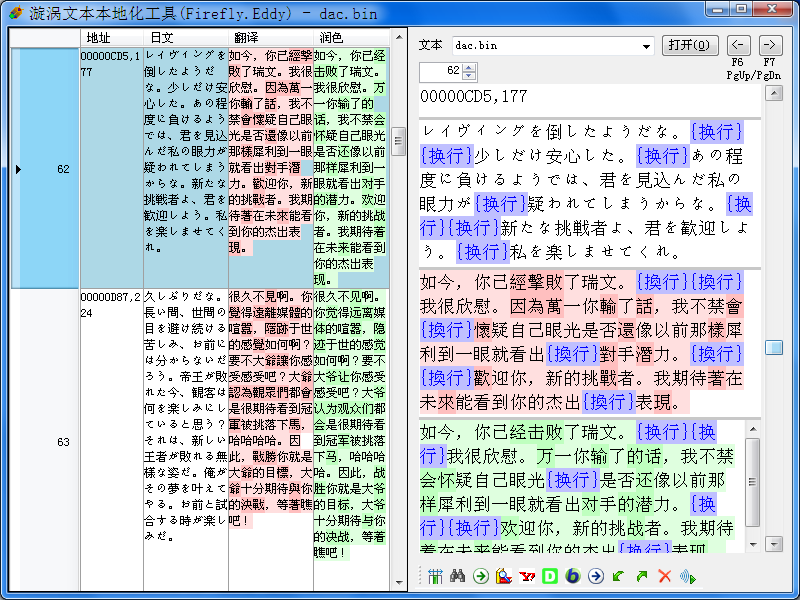 漩涡文本本地化工具(Firefly.Eddy) - dac.bin
地址 日文 翻译 润色
62
00000CD5,1
77
レイヴィングを
倒したようだ
な。少しだけ安
心した。あの程
度に負けるよう
では、君を見込
んだ私の眼力が
疑われてしまう
からな。新たな
挑戦者よ、君を
歓迎しよう。私
を楽しませてく
れ。
如今，你已經擊
敗了瑞文。我很
欣慰。因為萬一
你輸了話，我不
禁會懷疑自己眼
光是否還像以前
那樣犀利到一眼
就看出對手潛
力。歡迎你，新
的挑戰者。我期
待著在未來能看
到你的杰出表
現。
如今，你已经
击败了瑞文。
我很欣慰。万
一你输了的
话，我不禁会
怀疑自己眼光
是否还像以前
那样犀利到一
眼就看出对手
的潜力。欢迎
你，新的挑战
者。我期待着
在未来能看到
你的杰出表
现。
63
00000D87,2
24
久しぶりだな。
長い間、世間の
目を避け続ける
苦しみ、お前に
は分からないだ
ろう。帝王が敗
れた今、観客は
何を楽しみにし
ていると思う？
それは、新しい
王者が敗れる無
様な姿だ。俺が
その夢を叶えて
やる。お前と試
合する時が楽し
みだ。
很久不見啊。你
覺得遠離媒體的
喧囂，隱跡于世
的感覺如何啊？
要不大爺讓你感
受感受吧？大爺
認為觀眾們都會
是很期待看到冠
軍被挑落下馬，
哈哈哈哈。因
此，戰勝你就是
大爺的目標，大
爺十分期待與你
的決戰，等著瞧
吧！
很久不见啊。
你觉得远离媒
体的喧嚣，隐
迹于世的感觉
如何啊？要不
大爷让你感受
感受吧？大爷
认为观众们都
会是很期待看
到冠军被挑落
下马，哈哈哈
哈。因此，战
胜你就是大爷
的目标，大爷
十分期待与你
的决战，等着
瞧吧！
文本 dac.bin 打开(O) <- ->
F6 F7
PgUp/PgDn
62
00000CD5,177
レイヴィングを倒したようだな。{换行}
{换行}少しだけ安心した。{换行}あの程
度に負けるようでは、君を見込んだ私の
眼力が{换行}疑われてしまうからな。{换
行}{换行}新たな挑戦者よ、君を歓迎しよ
う。{换行}私を楽しませてくれ。
如今，你已經擊敗了瑞文。{换行}{换行}
我很欣慰。因為萬一你輸了話，我不禁會
{换行}懷疑自己眼光是否還像以前那樣犀
利到一眼就看出{换行}對手潛力。{换行}
{换行}歡迎你，新的挑戰者。我期待著在
未來能看到你的杰出{换行}表現。
如今，你已经击败了瑞文。{换行}{换
行}我很欣慰。万一你输了的话，我不禁
会怀疑自己眼光{换行}是否还像以前那
样犀利到一眼就看出对手的潜力。{换
行}{换行}欢迎你，新的挑战者。我期待
着在未来能看到你的杰出{换行}表现。